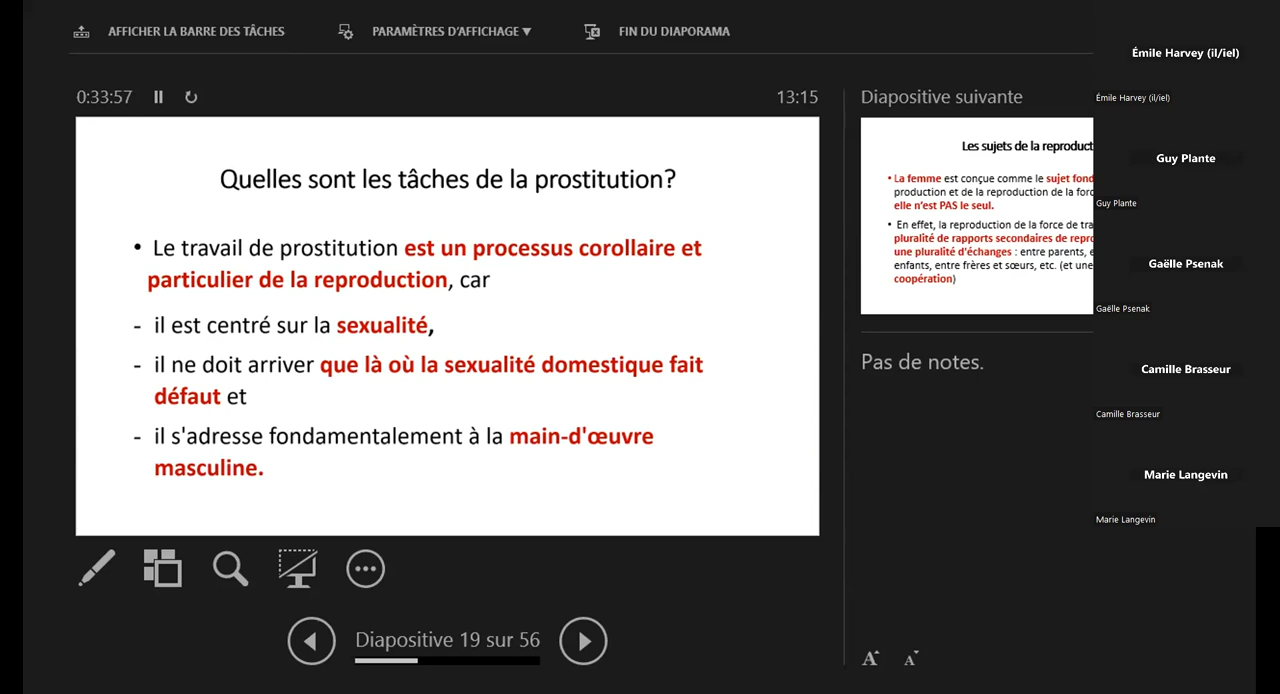 AFFICHER LA BARRE DES TÂCHES
PARAMÈTRES D'AFFICHAGE ▼
FIN DU DIAPORAMA
0:33:57
13:15
Quelles sont les tâches de la prostitution?
• Le travail de prostitution est un processus corollaire et
particulier de la reproduction, car
- il est centré sur la sexualité,
- il ne doit arriver que là où la sexualité domestique fait
défaut et
- il s'adresse fondamentalement à la main-d'œuvre
masculine.
Diapositive 19 sur 56
Diapositive suivante
Les sujets de la reproduct
• La femme est conçue comme le sujet fond
production et de la reproduction de la forc
elle n'est PAS le seul.
• En effet, la reproduction de la force de tra
pluralité de rapports secondaires de repro
une pluralité d'échanges : entre parents, e
enfants, entre frères et sœurs, etc. (et une
coopération)
Pas de notes.
A A
Émile Harvey (il/iel)
Émile Harvey (il/iel)
Guy Plante
Guy Plante
Gaëlle Psenak
Gaëlle Psenak
Camille Brasseur
Camille Brasseur
Marie Langevin
Marie Langevin